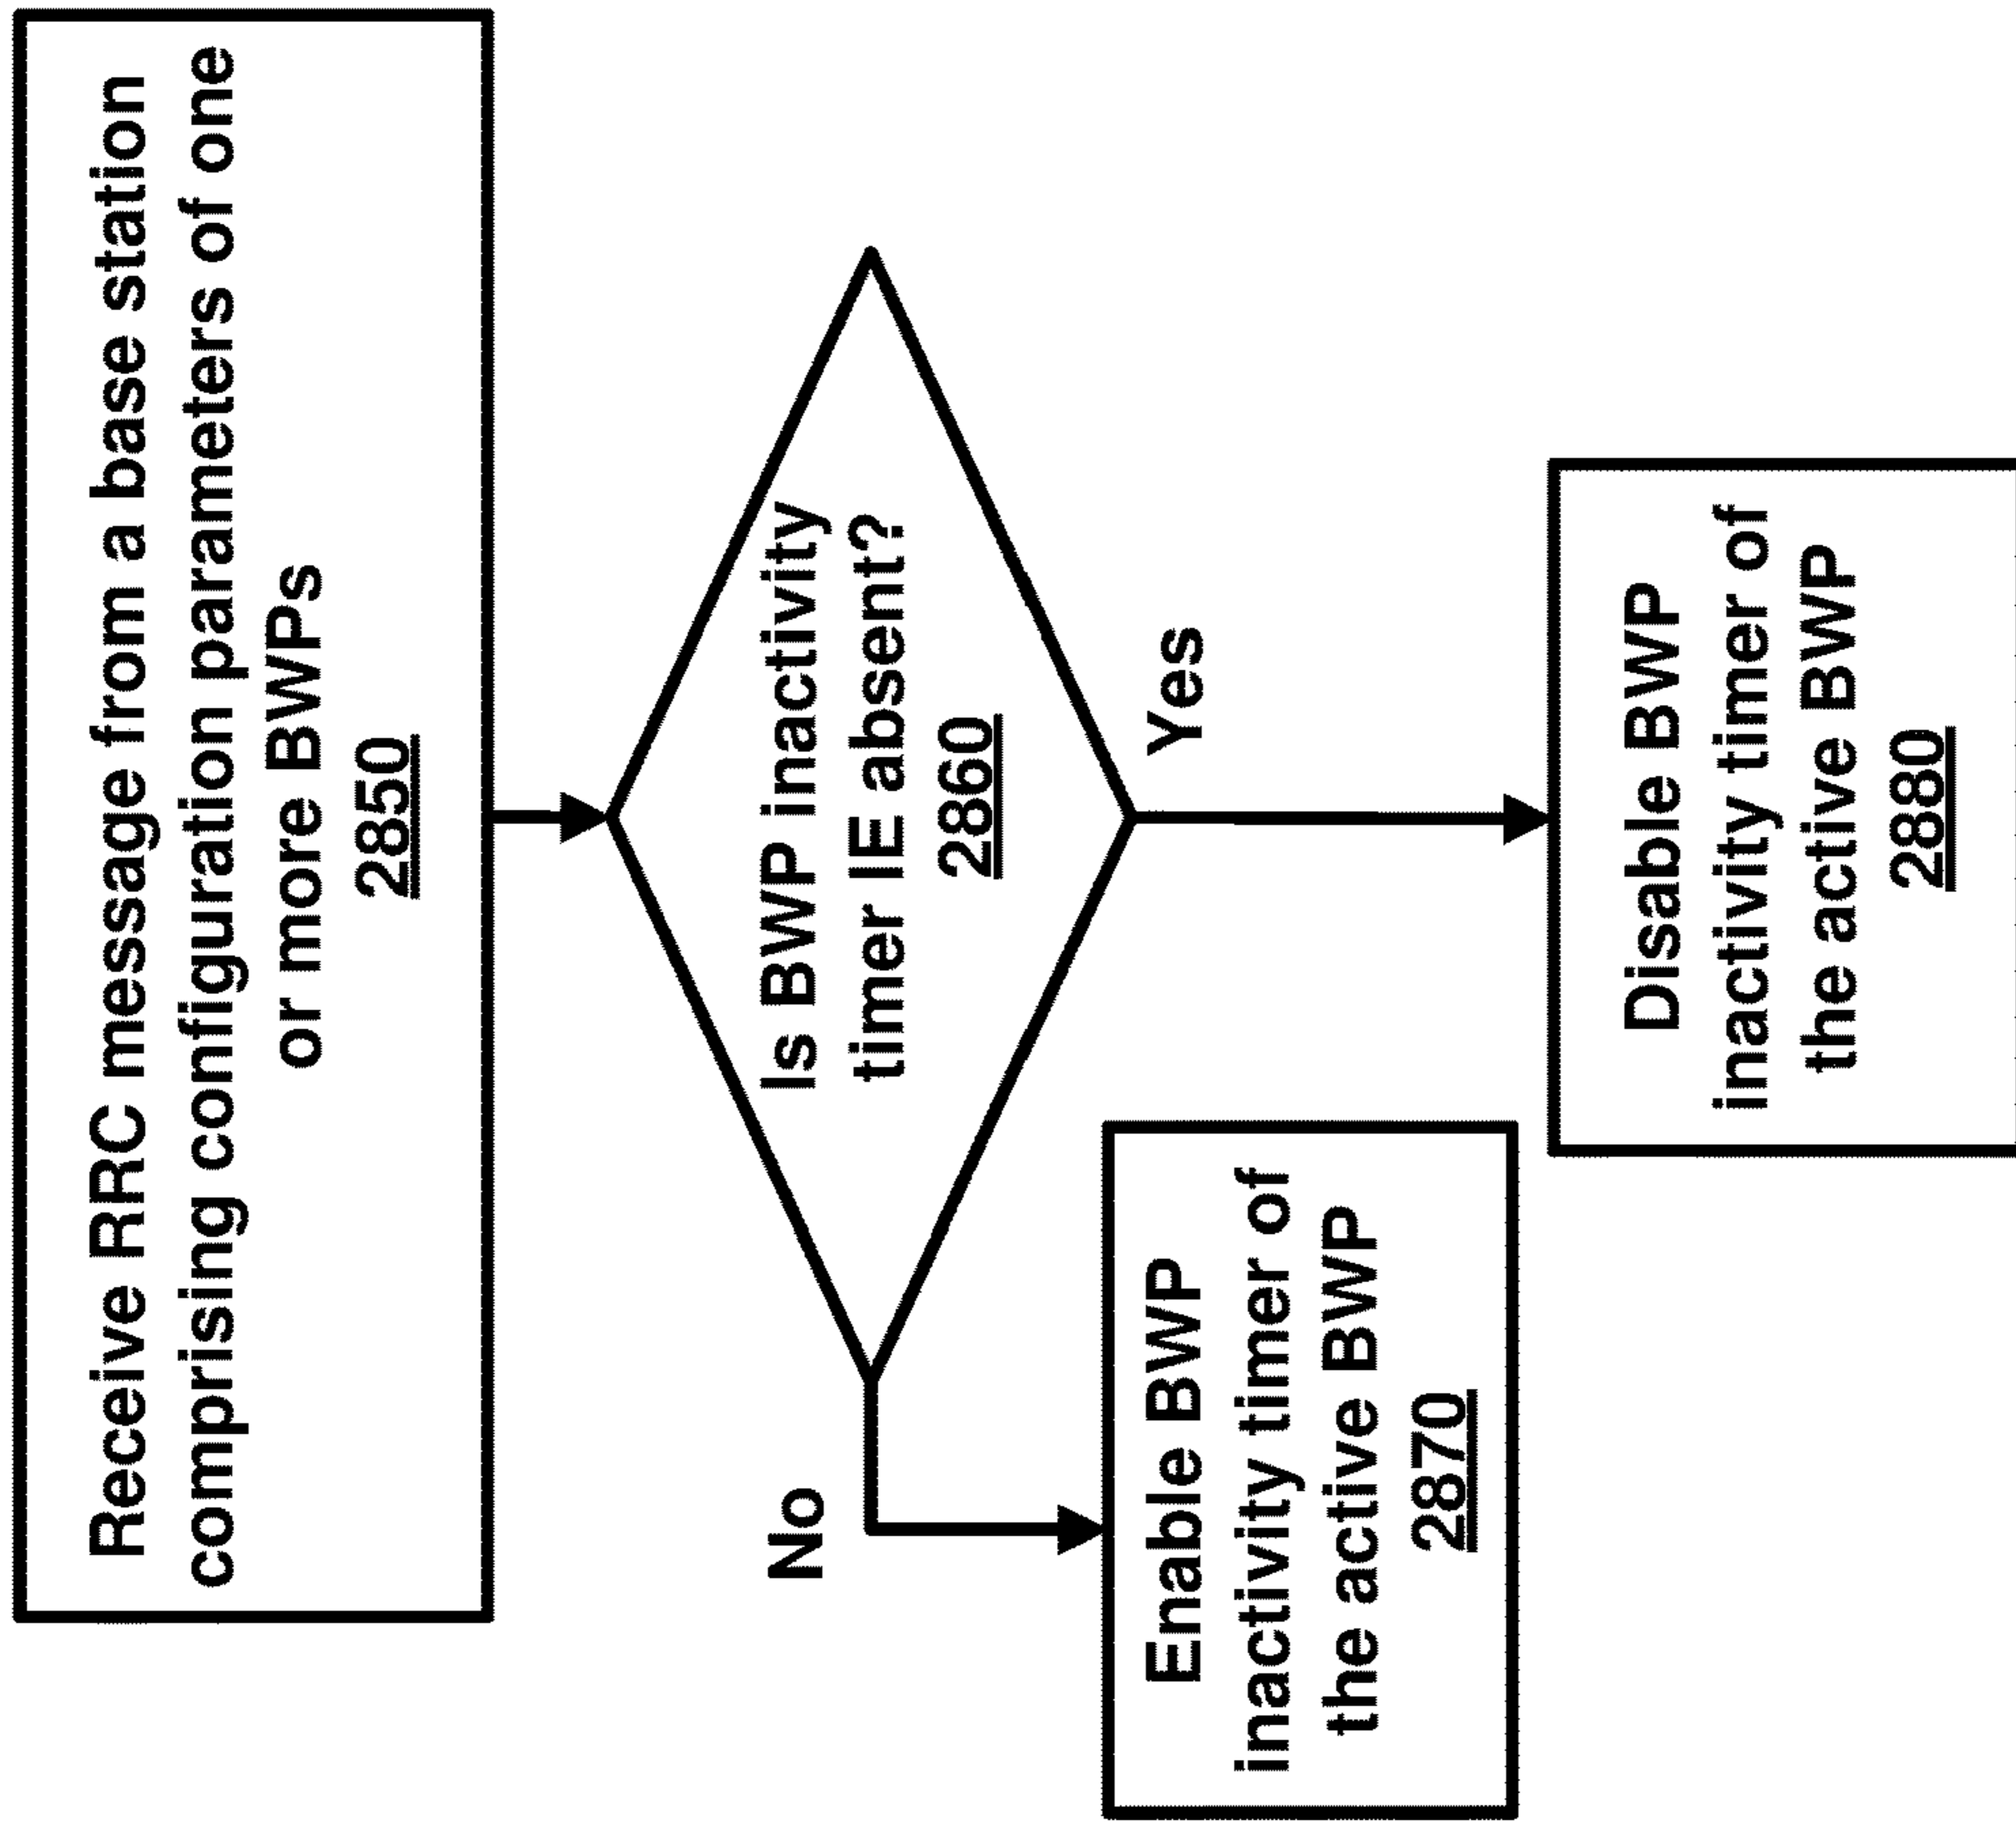 Receive RRC message from a base station
comprising configuration parameters of one
or more BWPs
2850
Is BWP inactivity
timer IE absent?
2860
No
Yes
Enable BWP
inactivity timer of
the active BWP
2870
Disable BWP
inactivity timer of
the active BWP
2880